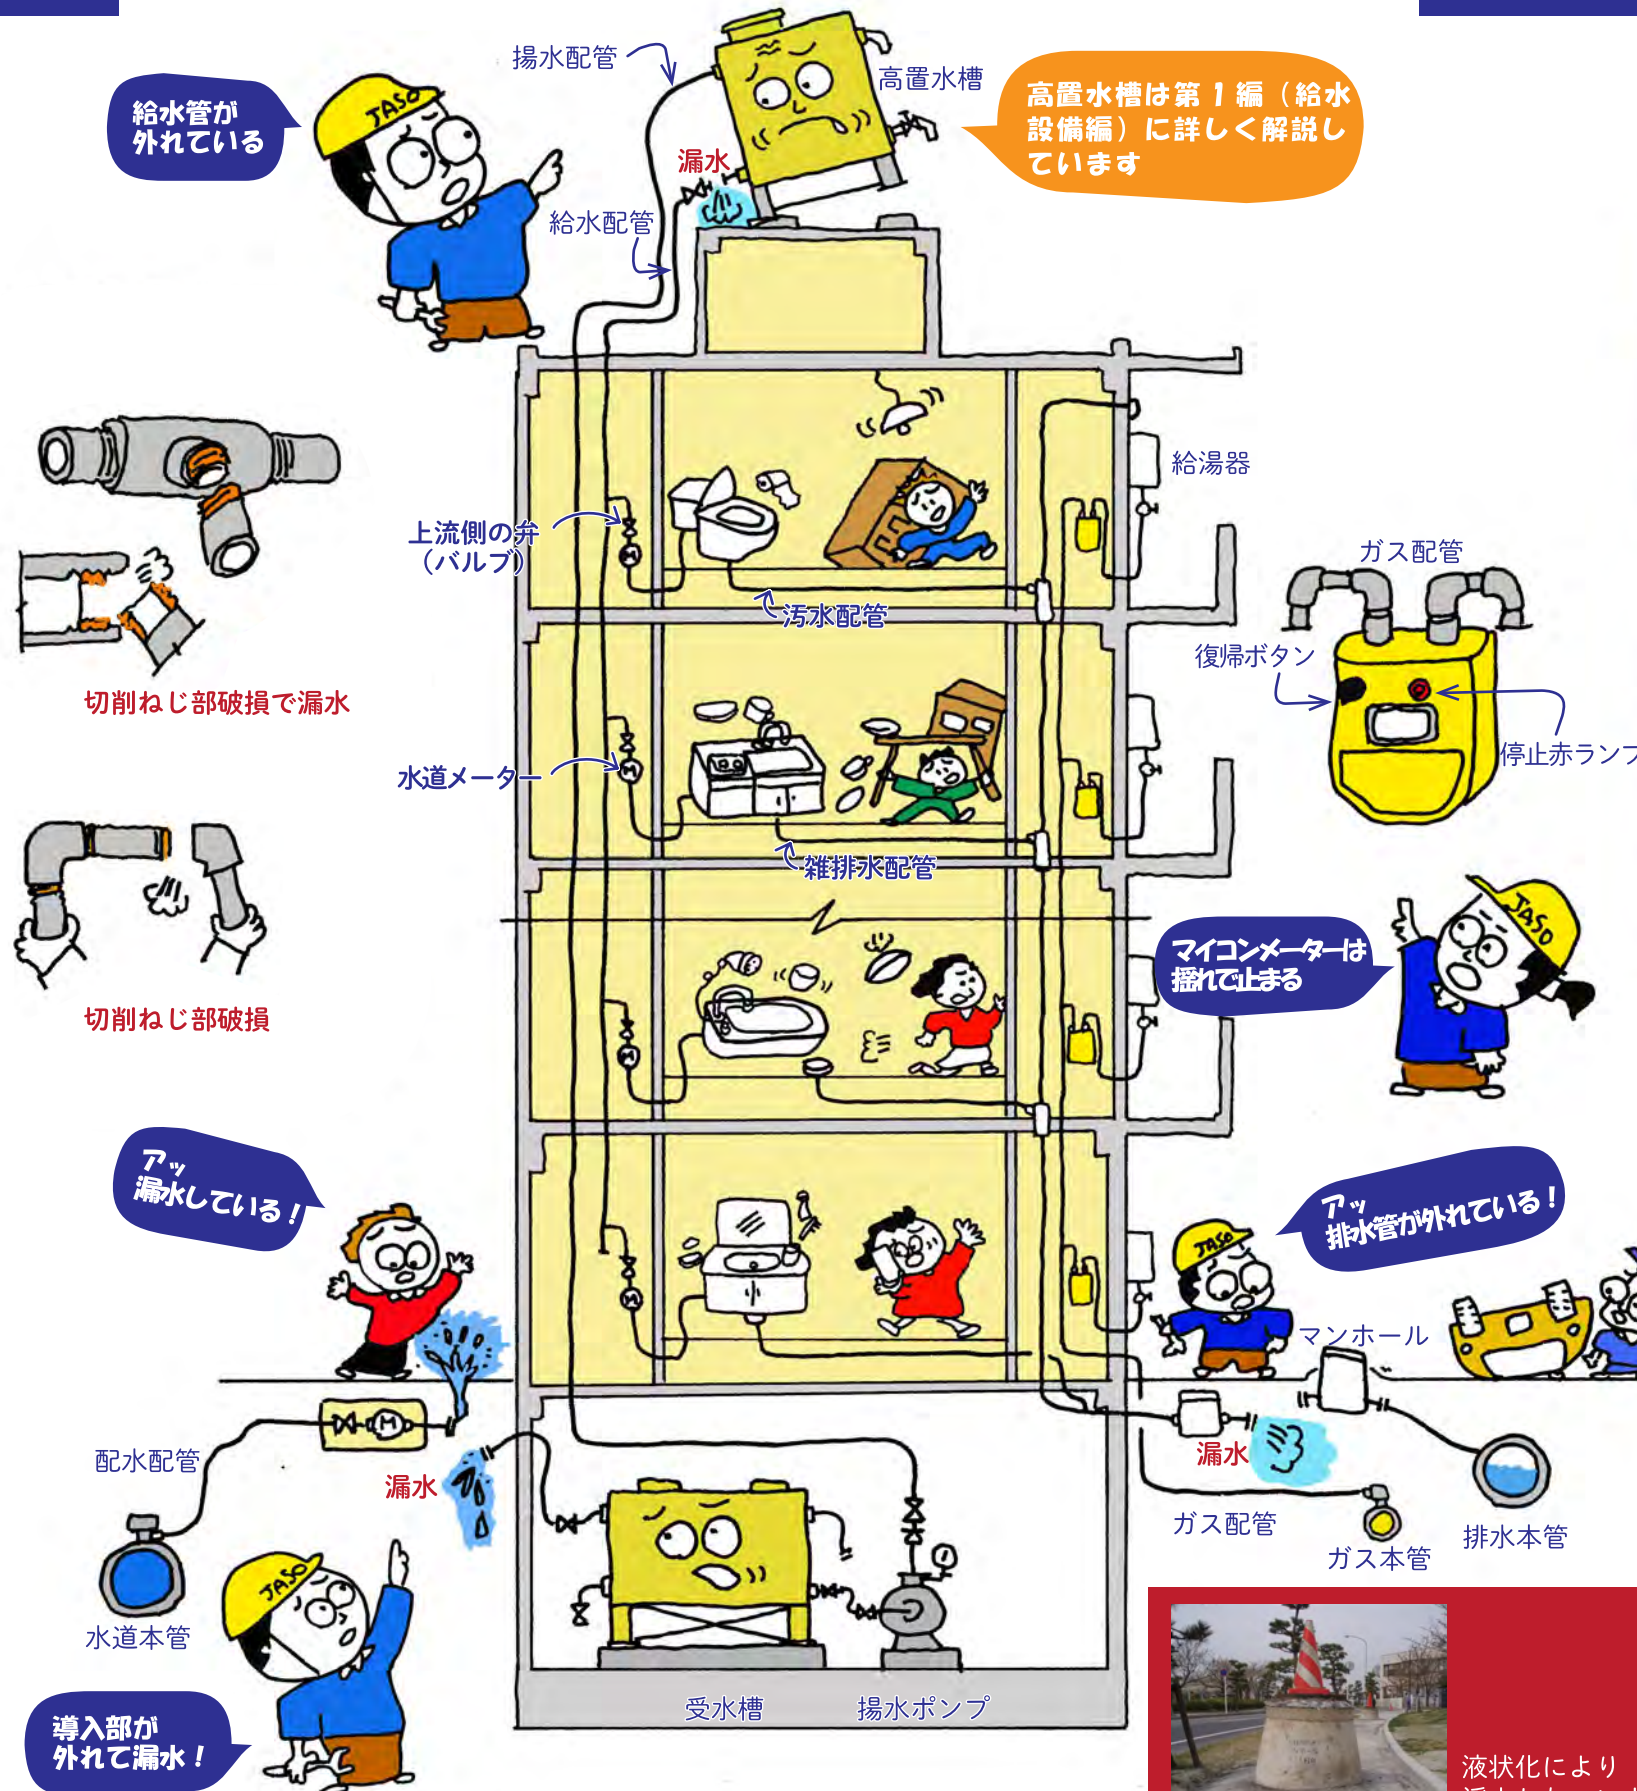 揚水配管
高置水槽
給水管が
外れている
JASO
高置水槽は第1編（給水
設備編）に詳しく解説し
ています
漏水
給水配管
給湯器
上流側の弁
（バルブ）
M
汚水配管
ガス配管
復帰ボタン
停止赤ランプ
切削ねじ部破損で漏水
水道メーター
M
雑排水配管
切削ねじ部破損
マイコンメーターは
揺れで止まる
JASO
M
アッ
漏水している！
アッ
排水管が外れている！
JASO
M
マンホール
M
配水配管
漏水
漏水
ガス配管
ガス本管
排水本管
JASO
水道本管
導入部が
外れて漏水！
受水槽
揚水ポンプ
液状化により